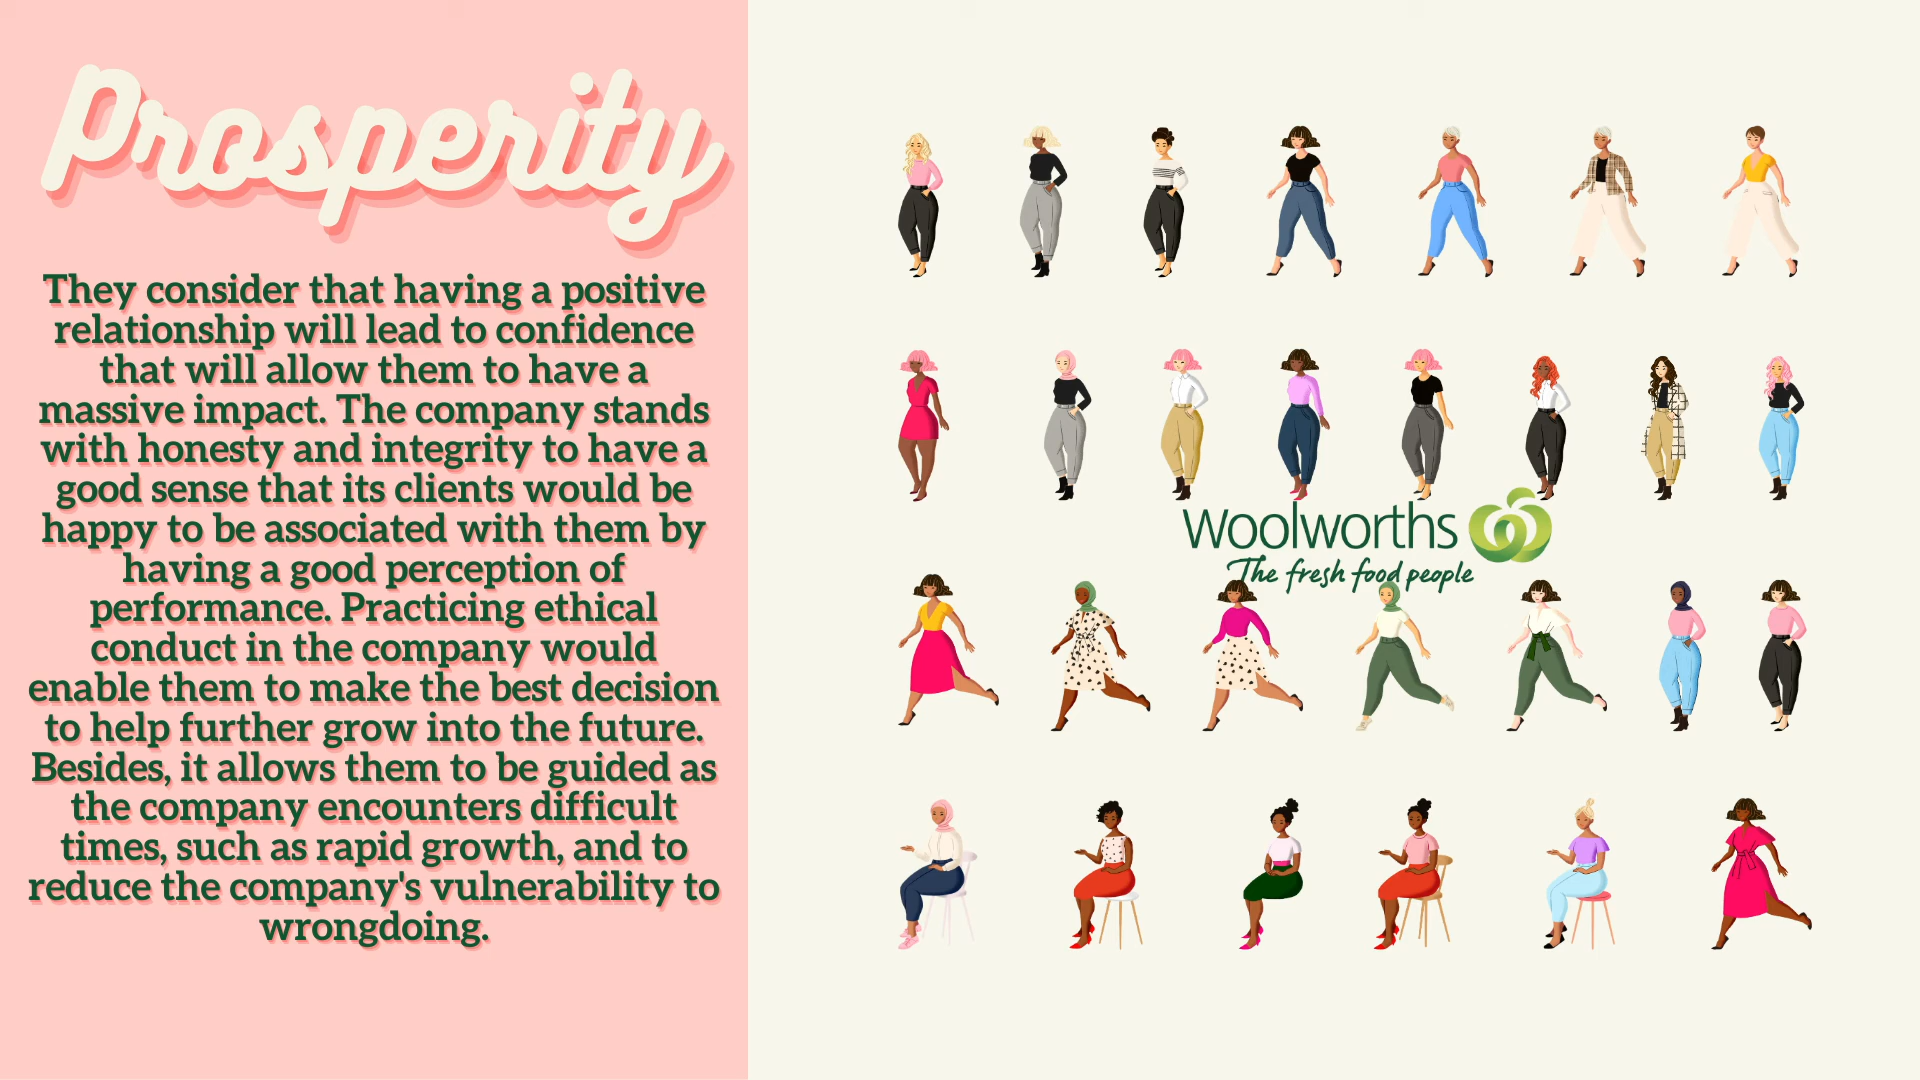 Prosperity
They consider that having a positive
relationship will lead to confidence
that will allow them to have a
massive impact. The company stands
with honesty and integrity to have a
good sense that its clients would be
happy to be associated with them by
having a good perception of
performance. Practicing ethical
conduct in the company would
enable them to make the best decision
to help further grow into the future.
Besides, it allows them to be guided as
the company encounters difficult
times, such as rapid growth, and to
reduce the company's vulnerability to
wrongdoing.
Woolworths
The fresh food people